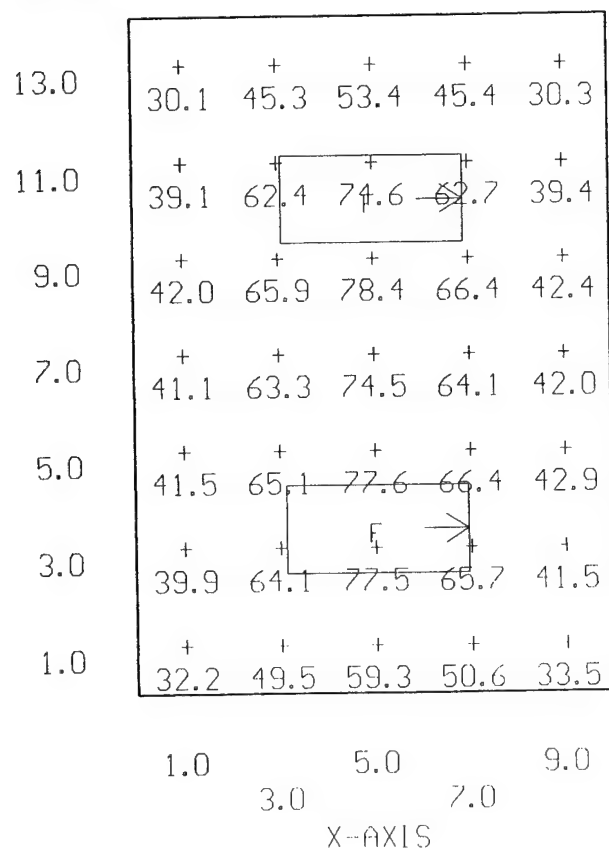 13.0 30.1 45.3 53.4 45.4 30.3
11.0 39.1 62.4 74.6 62.7 39.4
9.0 42.0 65.9 78.4 66.4 42.4
7.0 41.1 63.3 74.5 64.1 42.0
5.0 41.5 65.1 77.6 66.4 42.9
F
3.0 39.9 64.1 77.5 65.7 41.5
1.0 32.2 49.5 59.3 50.6 33.5
1.0 5.0 9.0
3.0 7.0
X-AXIS